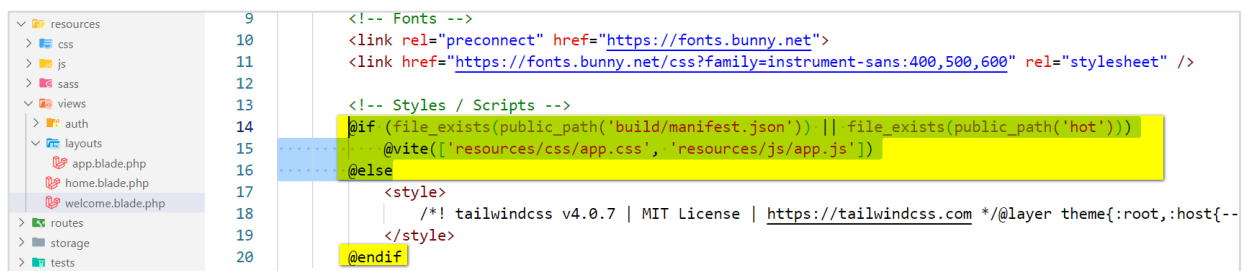 resources
css
js
sass
views
auth
layouts
app.blade.php
home.blade.php
welcome.blade.php
routes
storage
tests
9 <!-- Fonts -->
10 <link rel="preconnect" href="https://fonts.bunny.net">
11 <link href="https://fonts.bunny.net/css?family=instrument-sans:400,500,600" rel="stylesheet" />
12
13 <!-- Styles / Scripts -->
14 @if (file_exists(public_path('build/manifest.json')) || file_exists(public_path('hot')))
15 @vite(['resources/css/app.css', 'resources/js/app.js'])
16 @else
17 <style>
18 /*! tailwindcss v4.0.7 | MIT License | https://tailwindcss.com */@layer theme{:root,:host{--
19 </style>
20 @endif